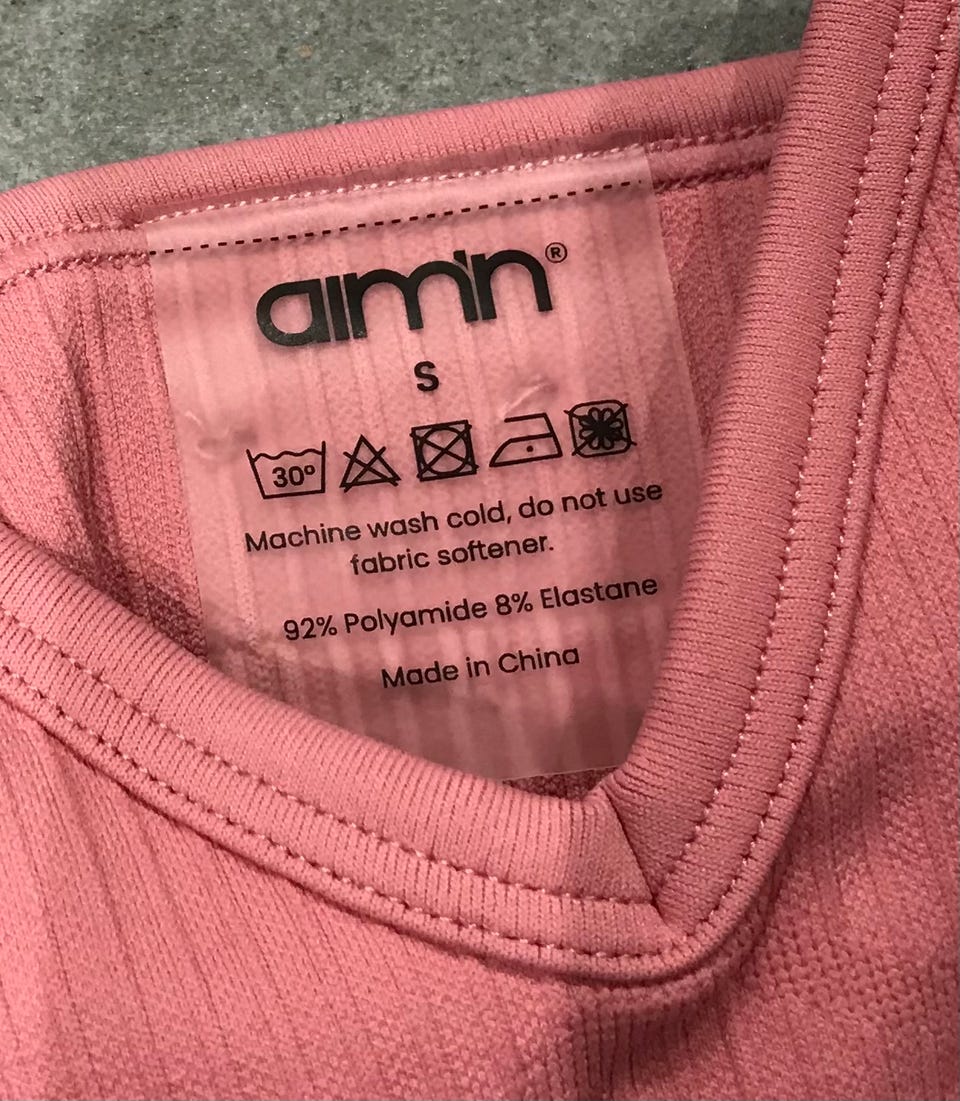 aim'n®
S
30°
Machine wash cold, do not use
fabric softener.
92% Polyamide 8% Elastane
Made in China